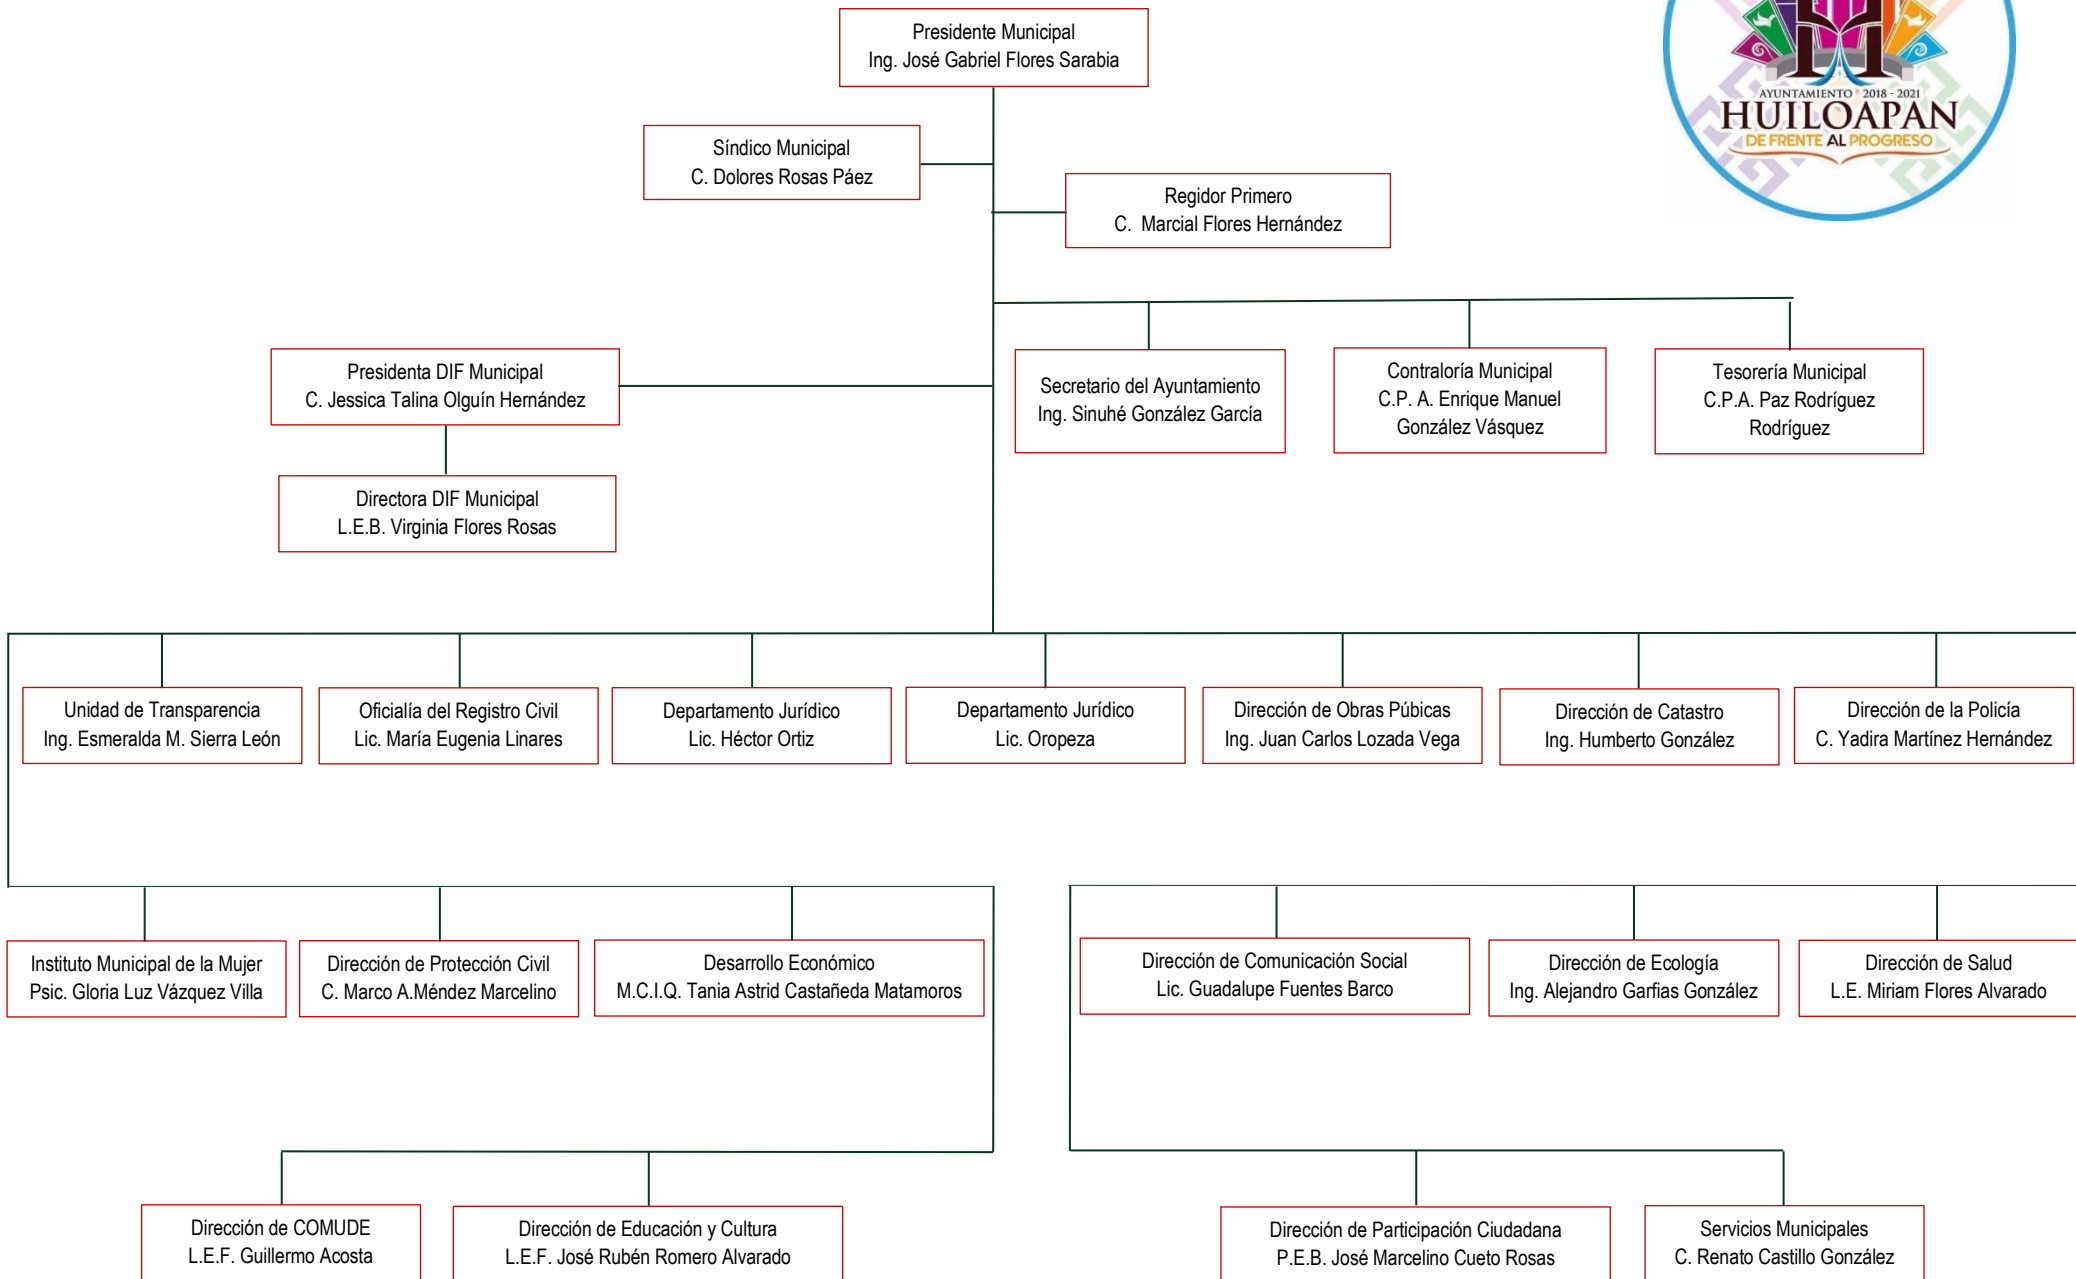 Presidente Municipal
Ing. José Gabriel Flores Sarabia
AYUNTAMIENTO 2018 - 2021
HUILOAPAN
DE FRENTE AL PROGRESO
Síndico Municipal
C. Dolores Rosas Páez
Regidor Primero
C. Marcial Flores Hernández
Presidenta DIF Municipal
C. Jessica Talina Olguín Hernández
Secretario del Ayuntamiento
Ing. Sinuhé González García
Contraloría Municipal
C.P. A. Enrique Manuel
González Vásquez
Tesorería Municipal
C.P.A. Paz Rodríguez
Rodríguez
Directora DIF Municipal
L.E.B. Virginia Flores Rosas
Unidad de Transparencia
Ing. Esmeralda M. Sierra León
Oficialía del Registro Civil
Lic. María Eugenia Linares
Departamento Jurídico
Lic. Héctor Ortiz
Departamento Jurídico
Lic. Oropeza
Dirección de Obras Púbicas
Ing. Juan Carlos Lozada Vega
Dirección de Catastro
Ing. Humberto González
Dirección de la Policía
C. Yadira Martínez Hernández
Instituto Municipal de la Mujer
Psic. Gloria Luz Vázquez Villa
Dirección de Protección Civil
C. Marco A.Méndez Marcelino
Desarrollo Económico
M.C.I.Q. Tania Astrid Castañeda Matamoros
Dirección de Comunicación Social
Lic. Guadalupe Fuentes Barco
Dirección de Ecología
Ing. Alejandro Garfias González
Dirección de Salud
L.E. Miriam Flores Alvarado
Dirección de COMUDE
L.E.F. Guillermo Acosta
Dirección de Educación y Cultura
L.E.F. José Rubén Romero Alvarado
Dirección de Participación Ciudadana
P.E.B. José Marcelino Cueto Rosas
Servicios Municipales
C. Renato Castillo González